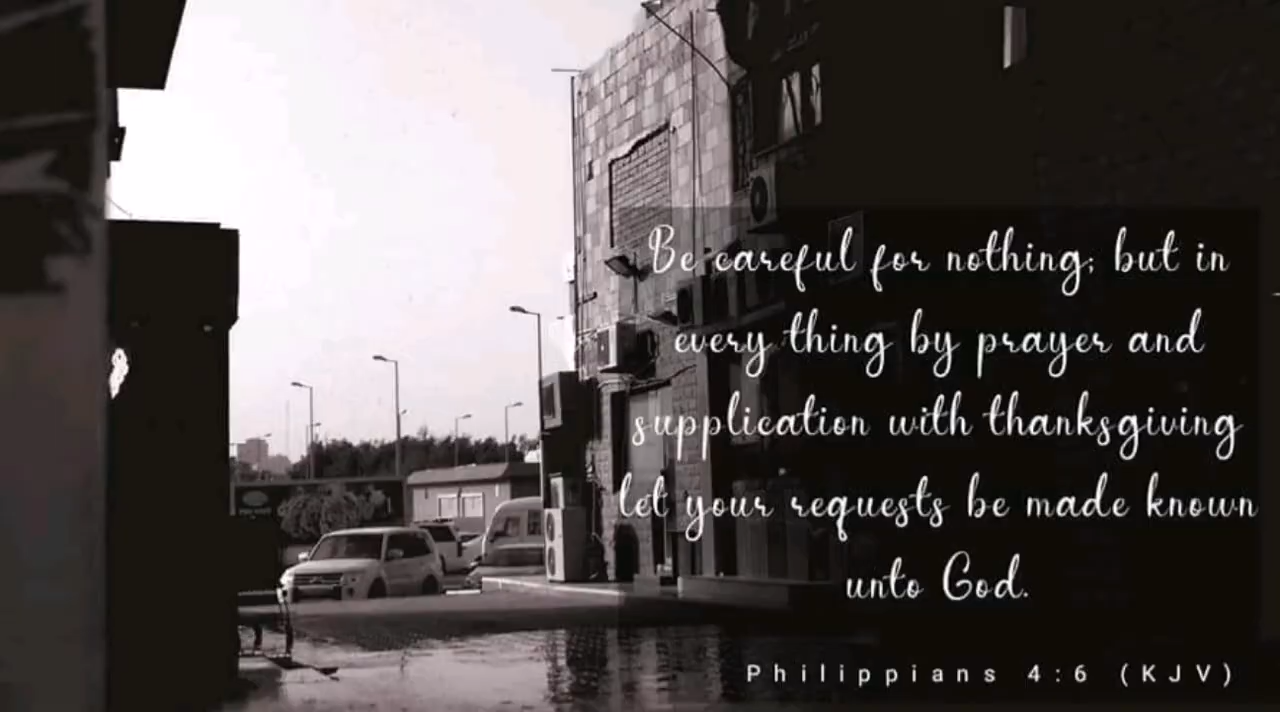 Be careful for nothing; but in
every thing by prayer and
supplication with thanksgiving
let your requests be made known
unto God.
Philippians 4:6 (KJV)